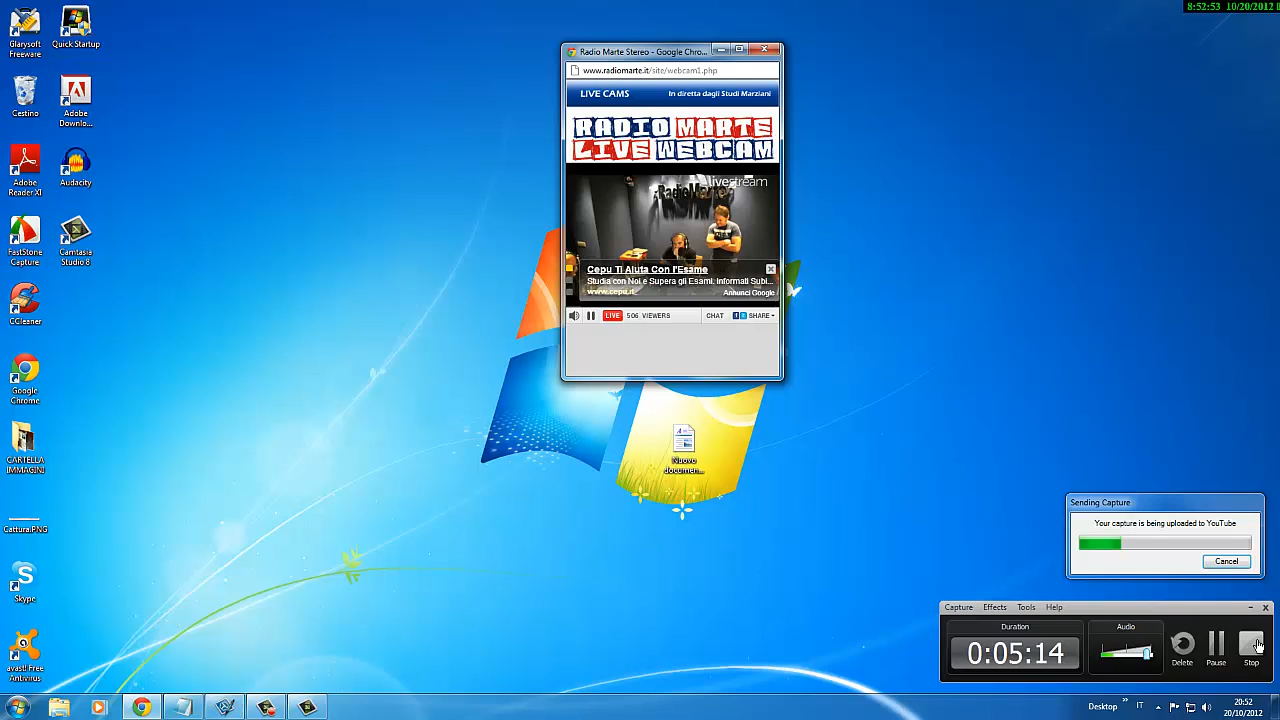 8:52:53 10/20/2012
Glarysoft
Freeware
Quick Startup
Cestino
Adobe
Downlo...
Adobe
Reader XI
Audacity
FastStone
Capture
Camtasia
Studio 8
CCleaner
Google
Chrome
CARTELLA
IMMAGINI
Cattura.PNG
Skype
avast! Free
Antivirus
Radio Marte Stereo - Google Chro...
www.radiomarte.it/site/webcam1.php
LIVE CAMS
In diretta dagli Studi Marziani
RADIO MARTE
LIVE WEBCAM
livestream
RadioMarte
Cepu Ti Aiuta Con l'Esame
Studia con Noi e Supera gli Esami. Informati Subi...
www.cepu.it
Annunci Google
LIVE
506 VIEWERS
CHAT
SHARE
Nuovo
documen...
Sending Capture
Your capture is being uploaded to YouTube
Cancel
Capture Effects Tools Help
Duration
0:05:14
Audio
Delete
Pause
Stop
Desktop
IT
20:52
20/10/2012